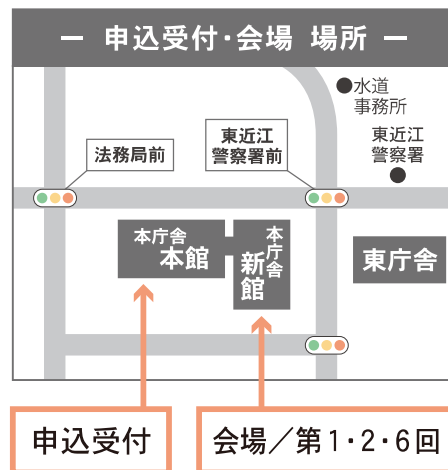 ― 申込受付・会場 場所 ―
水道
事務所
東近江
警察署
法務局前
東近江
警察署前
本庁舎
本館
本庁舎
新館
東庁舎
申込受付
会場／第1・2・6回